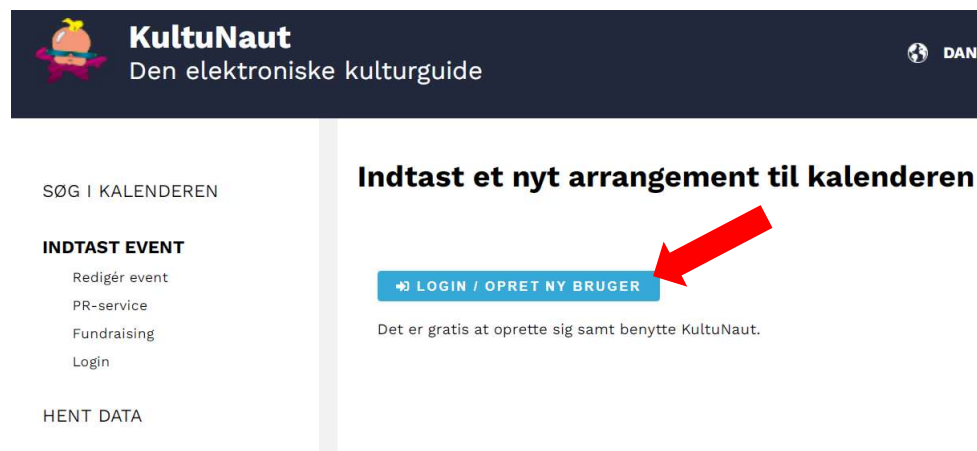 KultuNaut
Den elektroniske kulturguide
DAN
SØG I KALENDEREN
INDTAST EVENT
Redigér event
PR-service
Fundraising
Login
HENT DATA
Indtast et nyt arrangement til kalenderen
LOGIN / OPRET NY BRUGER
Det er gratis at oprette sig samt benytte KultuNaut.